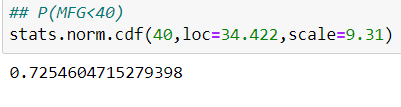 ## P(MFG<40)
stats.norm.cdf(40,loc=34.422,scale=9.31)
0.7254604715279398